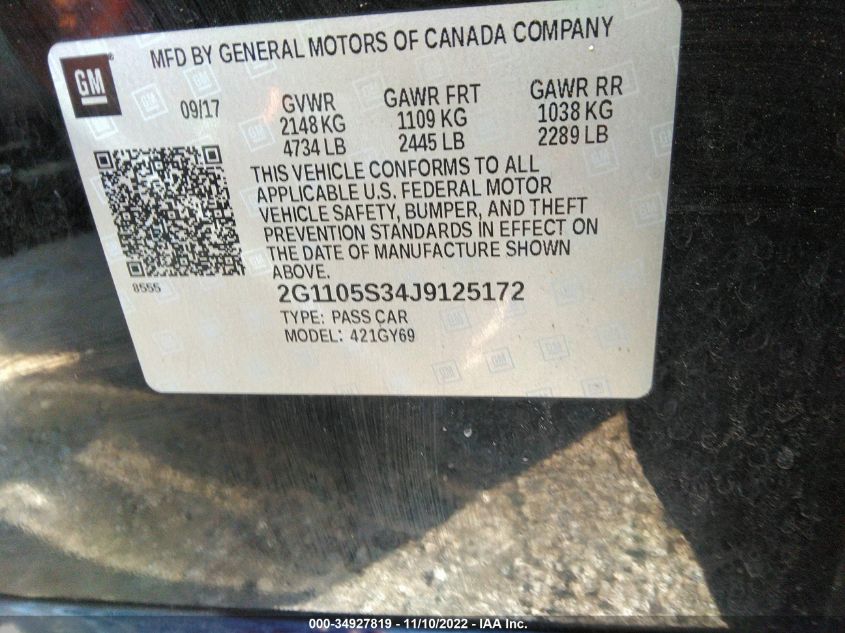 MFD BY GENERAL MOTORS OF CANADA COMPANY
GM
09/17
GVWR
2148 KG
4734 LB
GAWR FRT
1109 KG
2445 LB
GAWR RR
1038 KG
2289 LB
THIS VEHICLE CONFORMS TO ALL
APPLICABLE U.S. FEDERAL MOTOR
VEHICLE SAFETY, BUMPER, AND THEFT
PREVENTION STANDARDS IN EFFECT ON
THE DATE OF MANUFACTURE SHOWN
ABOVE.
8555
2G1105S34J9125172
TYPE: PASS CAR
MODEL: 421GY69
000-34927819 - 11/10/2022 - IAA Inc.